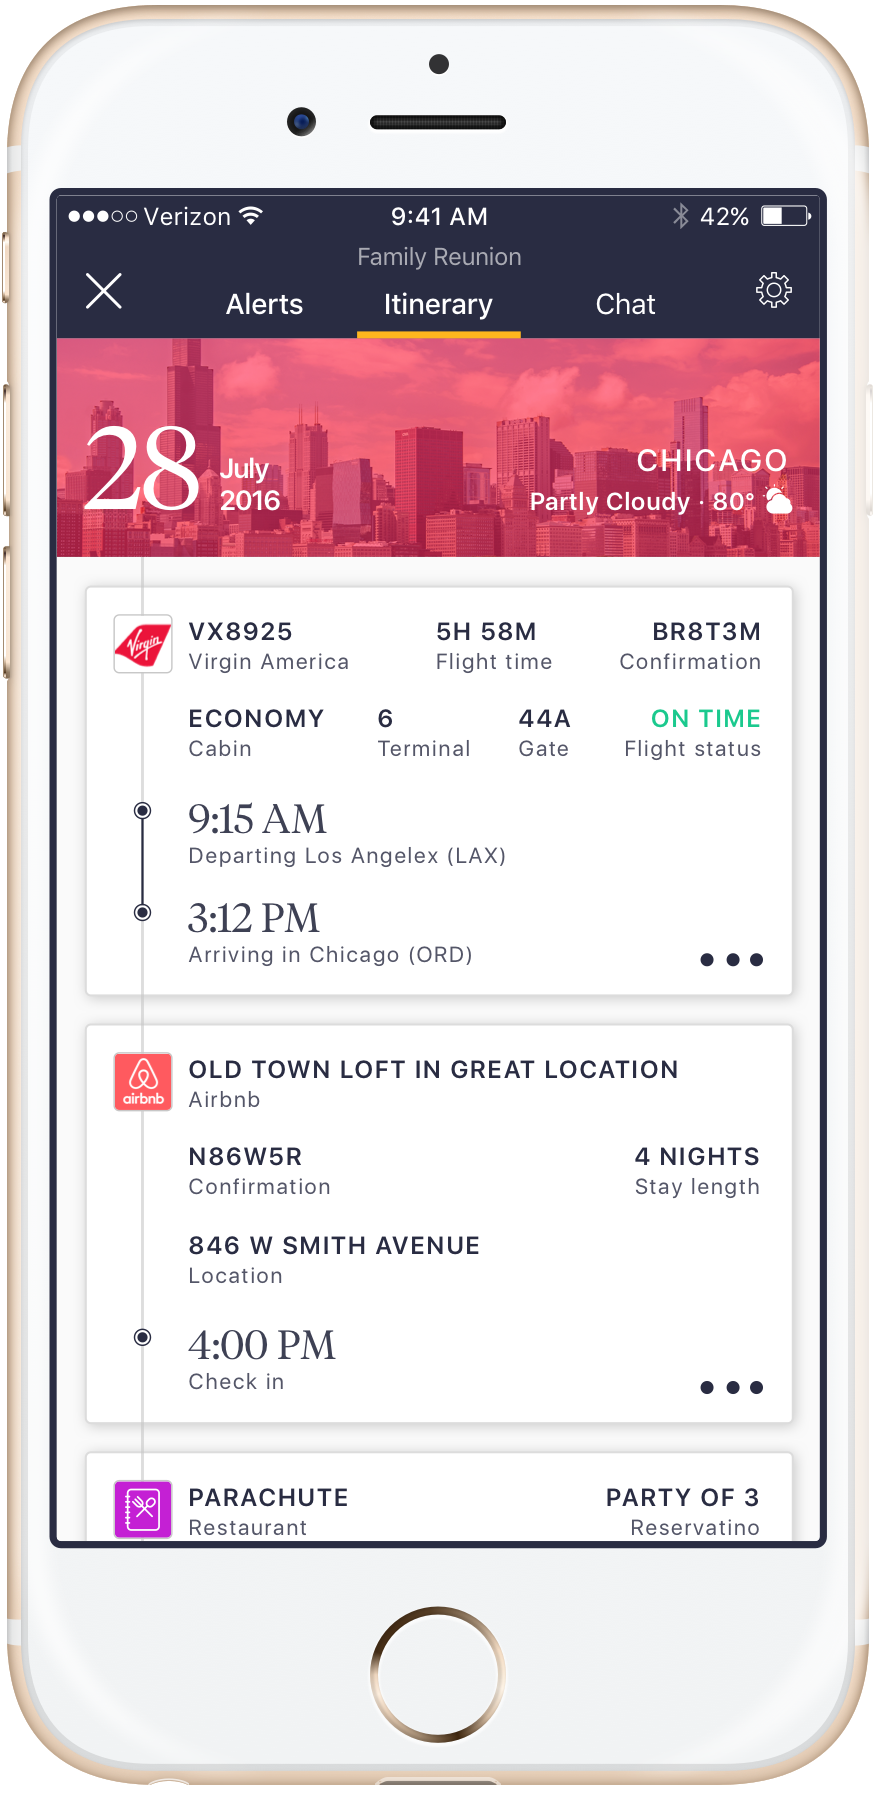 Verizon 9:41 AM 42%
Family Reunion
Alerts Itinerary Chat
28 July 2016
CHICAGO
Partly Cloudy · 80°
Virgin
VX8925 5H 58M BR8T3M
Virgin America Flight time Confirmation
ECONOMY 6 44A ON TIME
Cabin Terminal Gate Flight status
9:15 AM
Departing Los Angelex (LAX)
3:12 PM
Arriving in Chicago (ORD)
airbnb
OLD TOWN LOFT IN GREAT LOCATION
Airbnb
N86W5R 4 NIGHTS
Confirmation Stay length
846 W SMITH AVENUE
Location
4:00 PM
Check in
PARACHUTE PARTY OF 3
Restaurant Reservatino